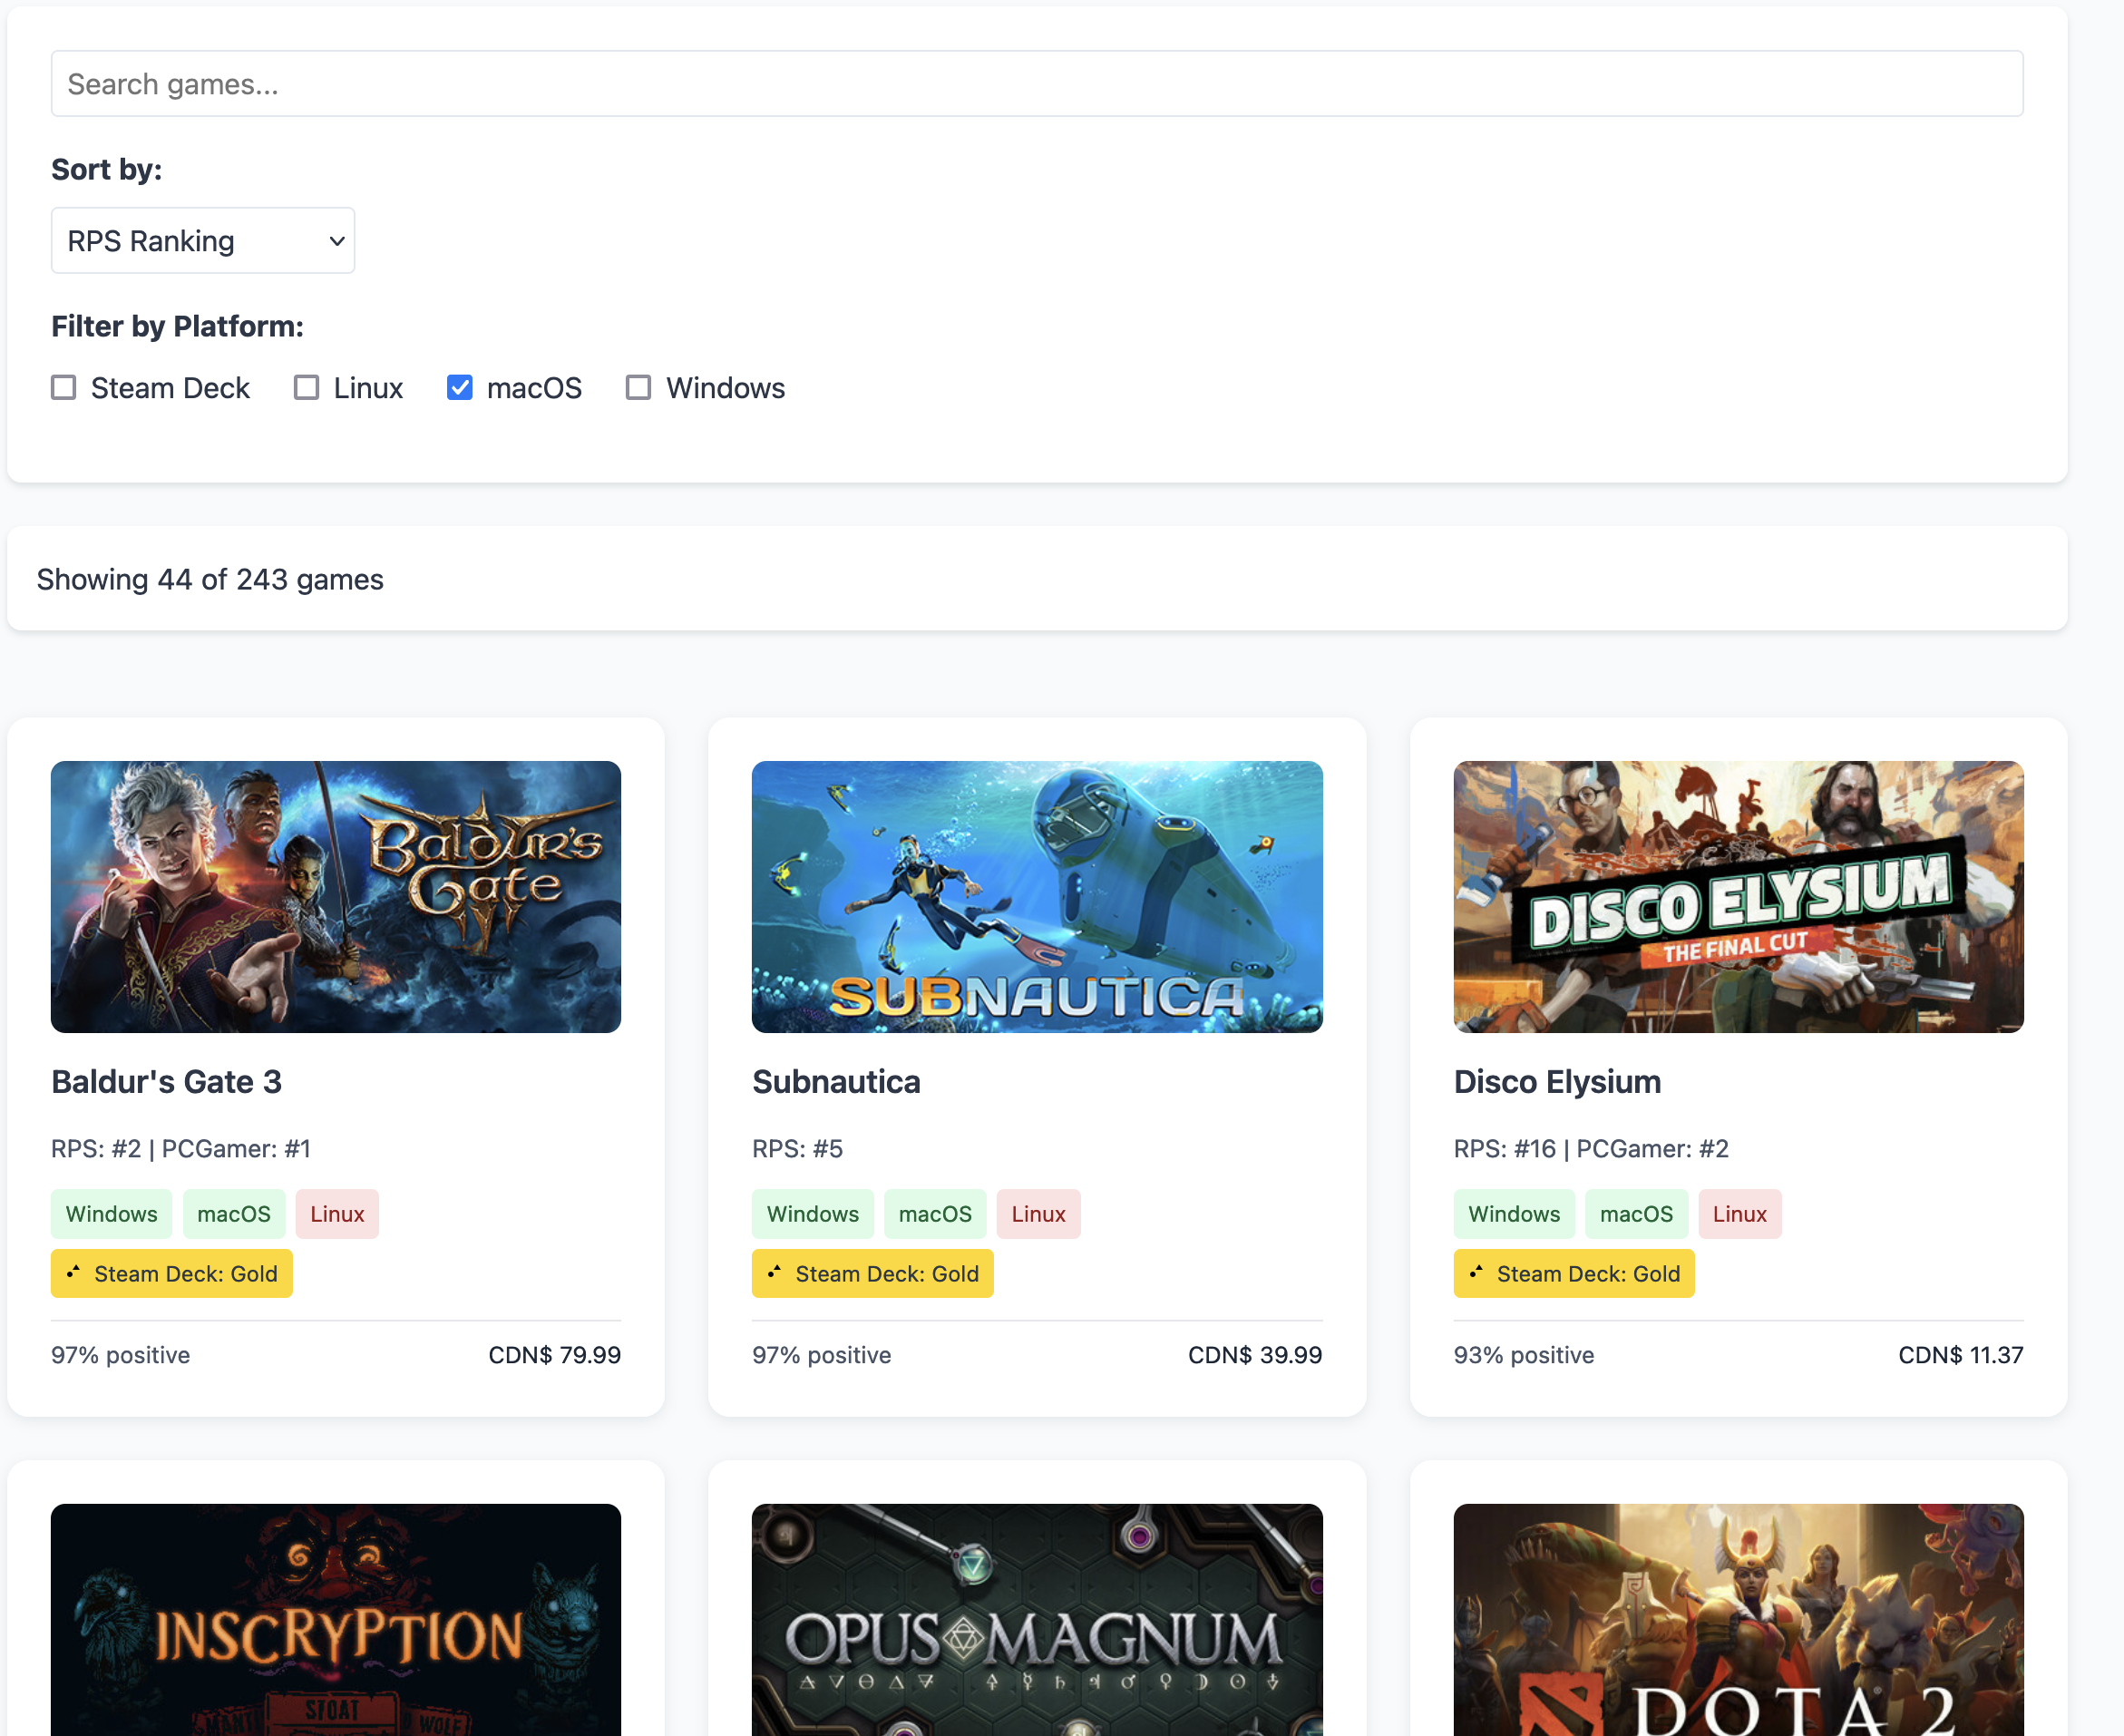 Search games...
Sort by:
RPS Ranking
Filter by Platform:
Steam Deck Linux macOS Windows
Showing 44 of 243 games
BALDUR'S GATE III
SUBNAUTICA
DISCO ELYSIUM
THE FINAL CUT
Baldur's Gate 3
Subnautica
Disco Elysium
RPS: #2 | PCGamer: #1
RPS: #5
RPS: #16 | PCGamer: #2
Windows macOS Linux
Windows macOS Linux
Windows macOS Linux
Steam Deck: Gold
Steam Deck: Gold
Steam Deck: Gold
97% positive CDN$ 79.99
97% positive CDN$ 39.99
93% positive CDN$ 11.37
INSCRYPTION
STOAT
WOLF
OPUS MAGNUM
DOTA 2